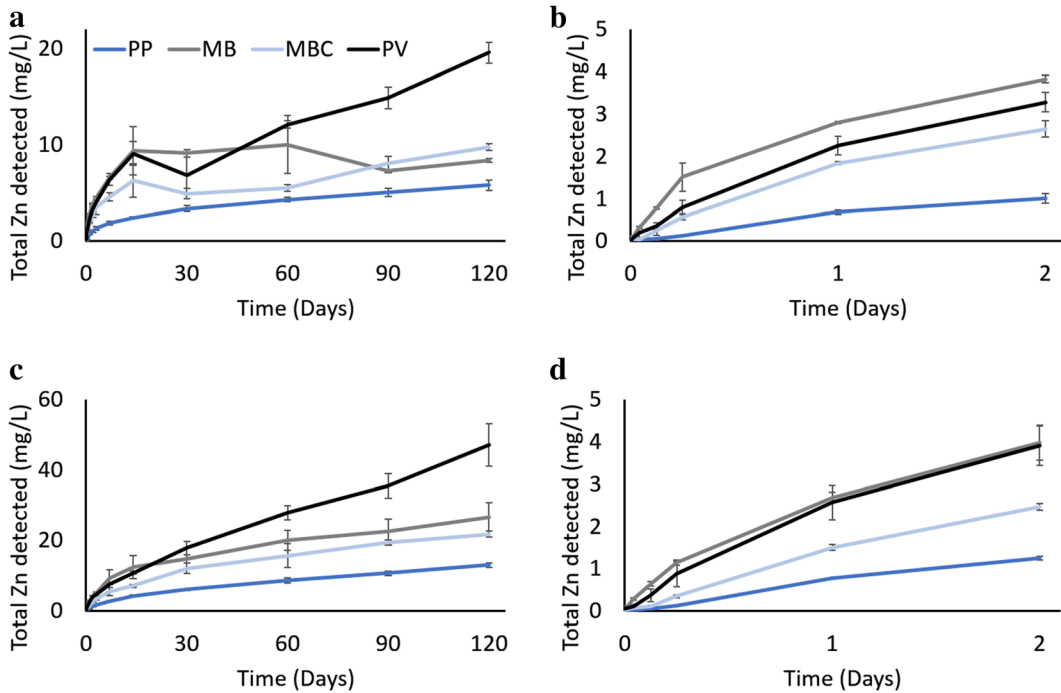 a
PP MB MBC PV
Total Zn detected (mg/L)
20
10
0
0 30 60 90 120
Time (Days)
b
Total Zn detected (mg/L)
5
4
3
2
1
0
0 1 2
Time (Days)
c
Total Zn detected (mg/L)
60
40
20
0
0 30 60 90 120
Time (Days)
d
Total Zn detected (mg/L)
5
4
3
2
1
0
0 1 2
Time (Days)